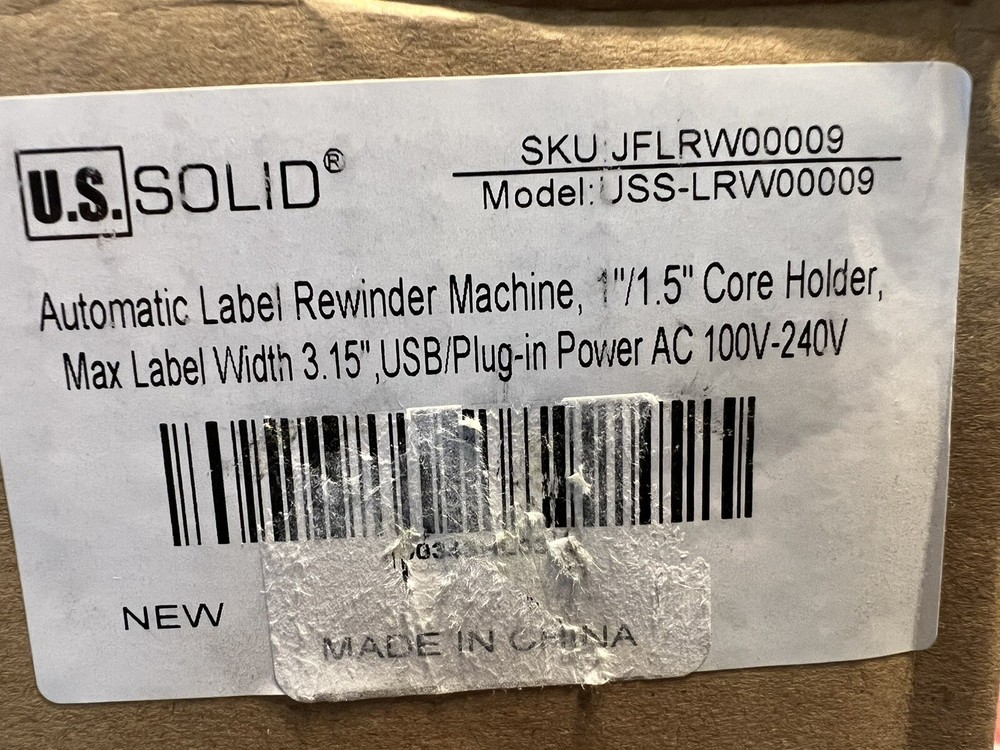 U.S. SOLID®
SKU:JFLRW00009
Model:USS-LRW00009
Automatic Label Rewinder Machine, 1"/1.5" Core Holder,
Max Label Width 3.15",USB/Plug-in Power AC 100V-240V
NEW
MADE IN CHINA